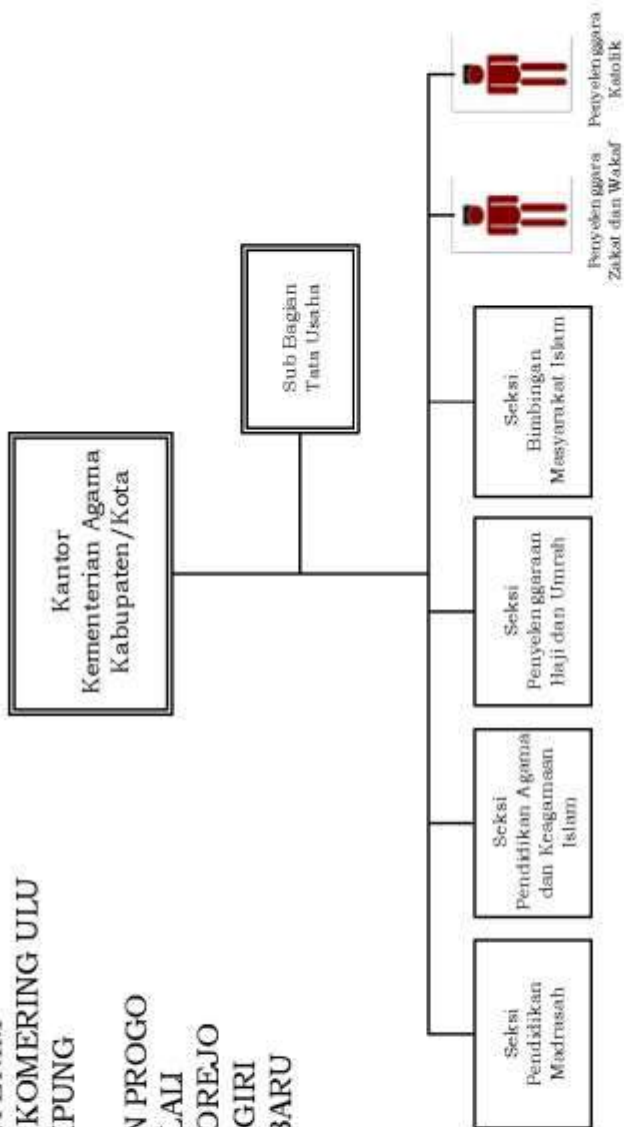 KOMERING ULU
PUNG
N PROGO
ALI
OREJO
GIRI
BARU
Kantor
Kementerian Agama
Kabupaten/Kota
Sub Bagian
Tata Usaha
Seksi
Pendidikan
Madrasah
Seksi
Pendidikan Agama
dan Keagamaan
Islam
Seksi
Penyelenggaraan
Haji dan Umrah
Seksi
Bimbingan
Masyarakat Islam
Penyelenggara
Zakat dan Wakaf
Penyelenggara
Katolik